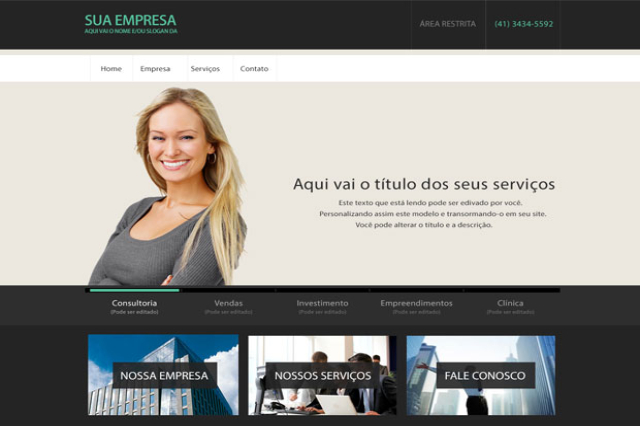 SUA EMPRESA
AQUI VAI O NOME E/OU SLOGAN DA
ÁREA RESTRITA
(41) 3434-5592
Home Empresa Serviços Contato
Aqui vai o título dos seus serviços
Este texto que está lendo pode ser edivado por você.
Personalizando assim este modelo e transormando-o em seu site.
Você pode alterar o título e a descrição.
Consultoria Vendas Investimento Empreendimentos Clínica
(Pode ser editado) (Pode ser editado) (Pode ser editado) (Pode ser editado) (Pode ser editado)
NOSSA EMPRESA NOSSOS SERVIÇOS FALE CONOSCO